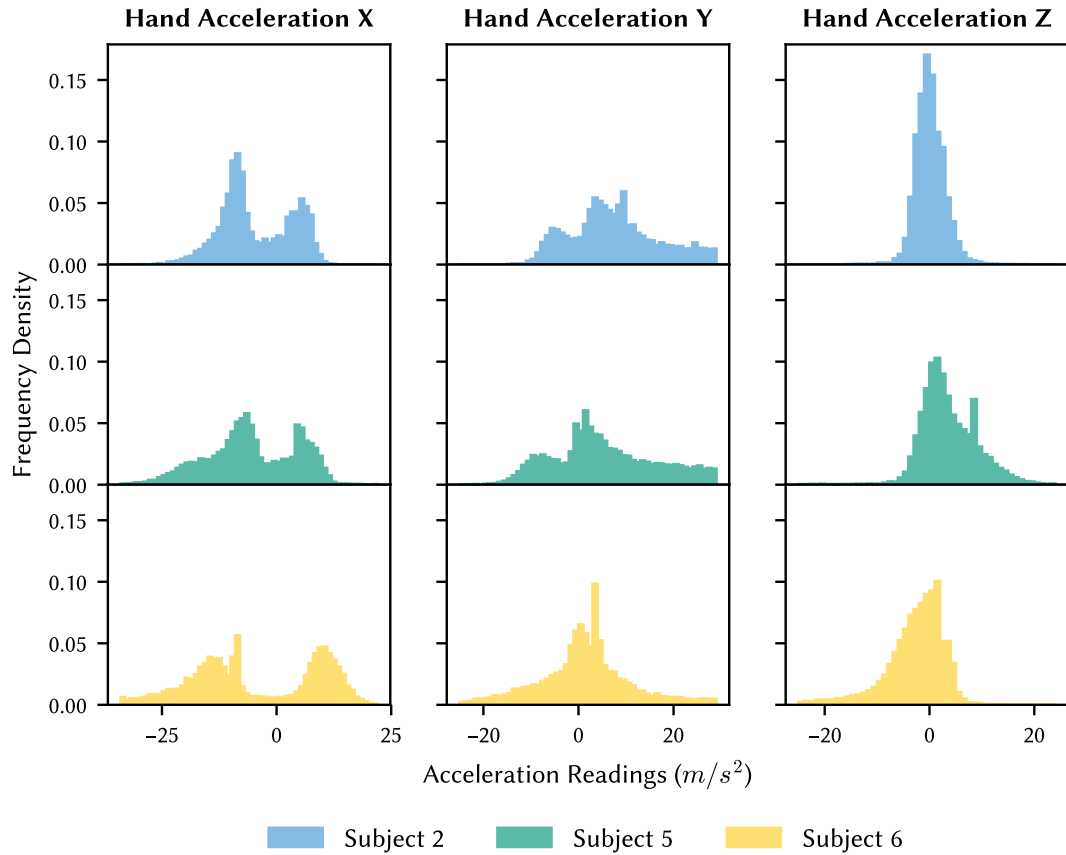 Hand Acceleration X Hand Acceleration Y Hand Acceleration Z
0.15
0.10
0.05
0.00
0.15
0.10
0.05
0.00
0.15
0.10
0.05
0.00
Frequency Density
−25 0 25 −20 0 20 −20 0 20
Acceleration Readings (m/s²)
Subject 2 Subject 5 Subject 6